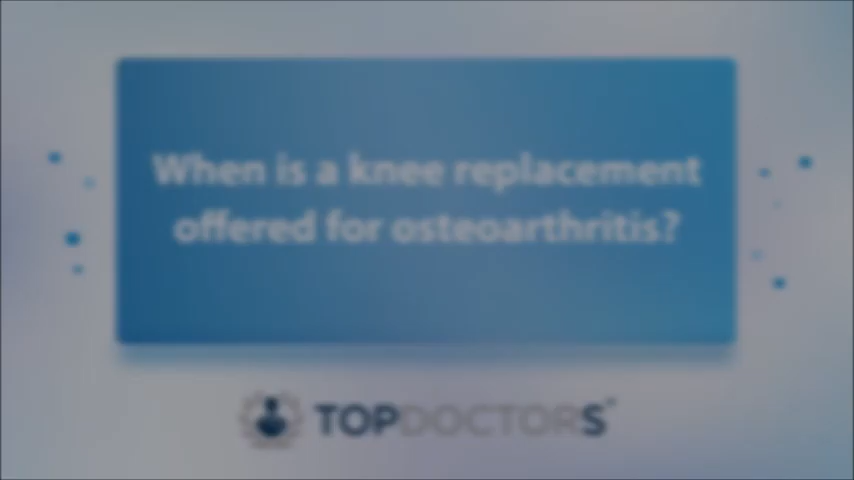 When is a knee replacement
offered for osteoarthritis?
TOPDOCTORS